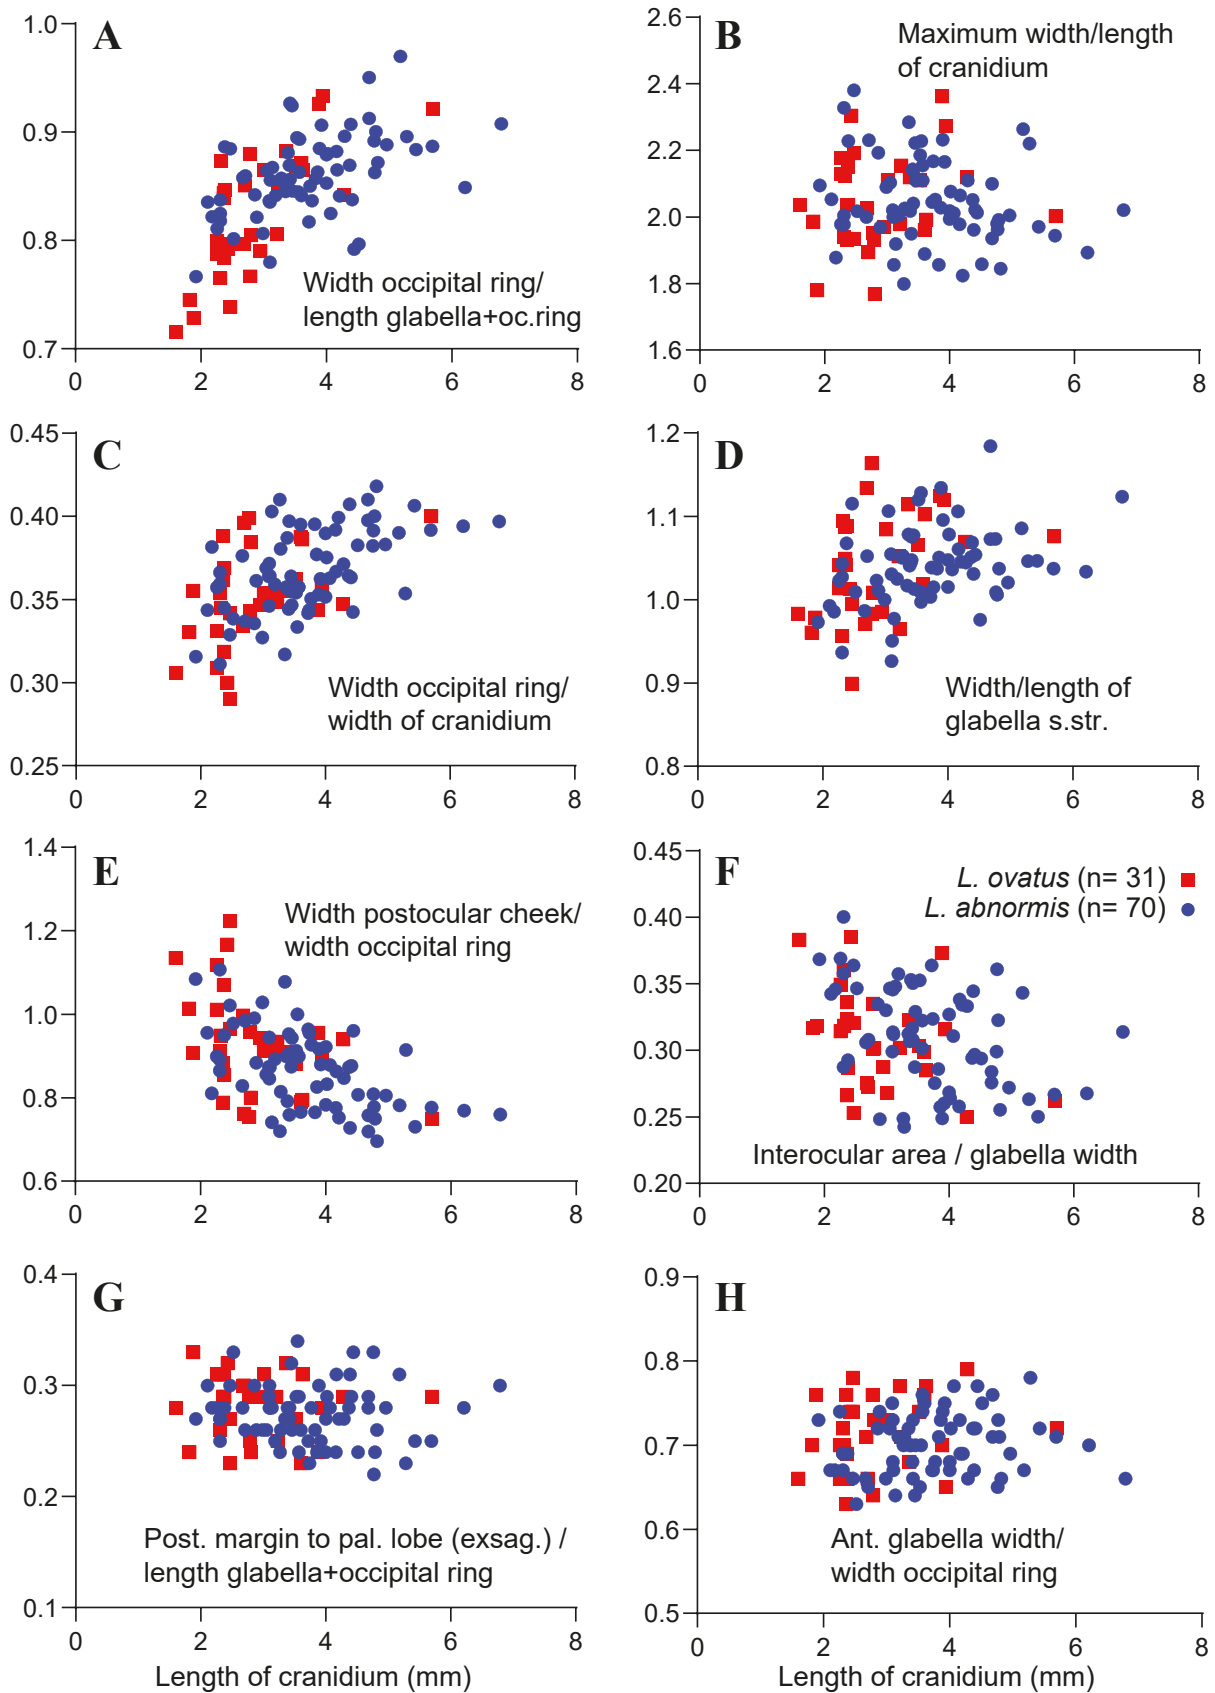 A
1.0
0.9
0.8
0.7
0
2
4
6
8
Width occipital ring/
length glabella+oc.ring
B
2.6
2.4
2.2
2.0
1.8
1.6
0
2
4
6
8
Maximum width/length
of cranidium
C
0.45
0.40
0.35
0.30
0.25
0
2
4
6
8
Width occipital ring/
width of cranidium
D
1.2
1.1
1.0
0.9
0.8
0
2
4
6
8
Width/length of
glabella s.str.
E
1.4
1.2
1.0
0.8
0.6
0
2
4
6
8
Width postocular cheek/
width occipital ring
F
0.45
0.40
0.35
0.30
0.25
0.20
0
2
4
6
8
L. ovatus (n= 31)
L. abnormis (n= 70)
Interocular area / glabella width
G
0.4
0.3
0.2
0.1
0
2
4
6
8
Post. margin to pal. lobe (exsag.) /
length glabella+occipital ring
Length of cranidium (mm)
H
0.9
0.8
0.7
0.6
0.5
0
2
4
6
8
Ant. glabella width/
width occipital ring
Length of cranidium (mm)